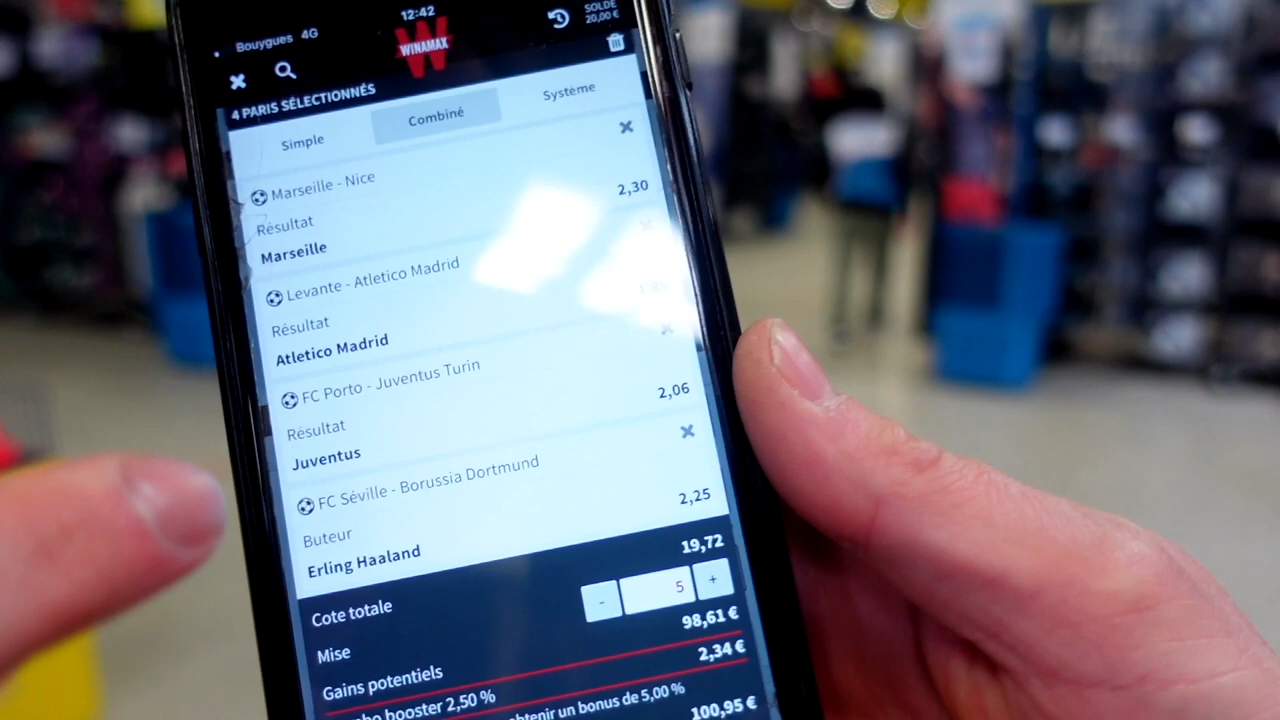 Bouygues 4G
12:42
SOLDE
20,00 €
WINAMAX
4 PARIS SÉLECTIONNÉS
Simple
Combiné
Système
Marseille - Nice
Résultat
2,30
Marseille
Levante - Atletico Madrid
Résultat
Atletico Madrid
FC Porto - Juventus Turin
Résultat
2,06
Juventus
FC Séville - Borussia Dortmund
Buteur
2,25
Erling Haaland
Cote totale
19,72
Mise
- 5 +
Gains potentiels
98,61 €
booster 2,50 %
2,34 €
obtenir un bonus de 5,00 %
100,95 €